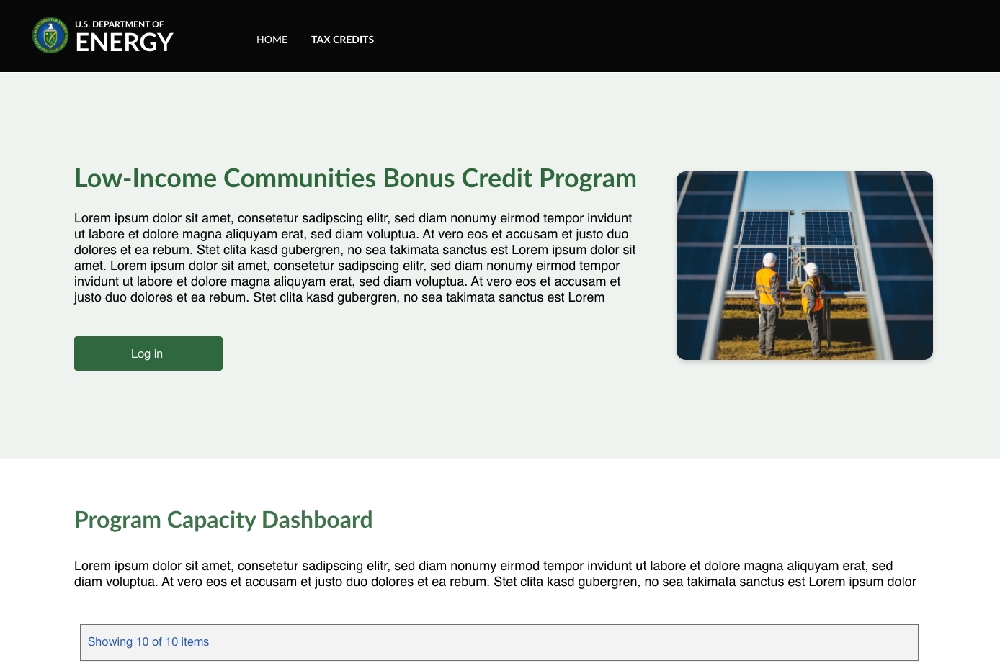 U.S. DEPARTMENT OF
ENERGY
HOME
TAX CREDITS
Low-Income Communities Bonus Credit Program
Lorem ipsum dolor sit amet, consetetur sadipscing elitr, sed diam nonumy eirmod tempor invidunt
ut labore et dolore magna aliquyam erat, sed diam voluptua. At vero eos et accusam et justo duo
dolores et ea rebum. Stet clita kasd gubergren, no sea takimata sanctus est Lorem ipsum dolor sit
amet. Lorem ipsum dolor sit amet, consetetur sadipscing elitr, sed diam nonumy eirmod tempor
invidunt ut labore et dolore magna aliquyam erat, sed diam voluptua. At vero eos et accusam et
justo duo dolores et ea rebum. Stet clita kasd gubergren, no sea takimata sanctus est Lorem
Log in
Program Capacity Dashboard
Lorem ipsum dolor sit amet, consetetur sadipscing elitr, sed diam nonumy eirmod tempor invidunt ut labore et dolore magna aliquyam erat, sed
diam voluptua. At vero eos et accusam et justo duo dolores et ea rebum. Stet clita kasd gubergren, no sea takimata sanctus est Lorem ipsum dolor
Showing 10 of 10 items